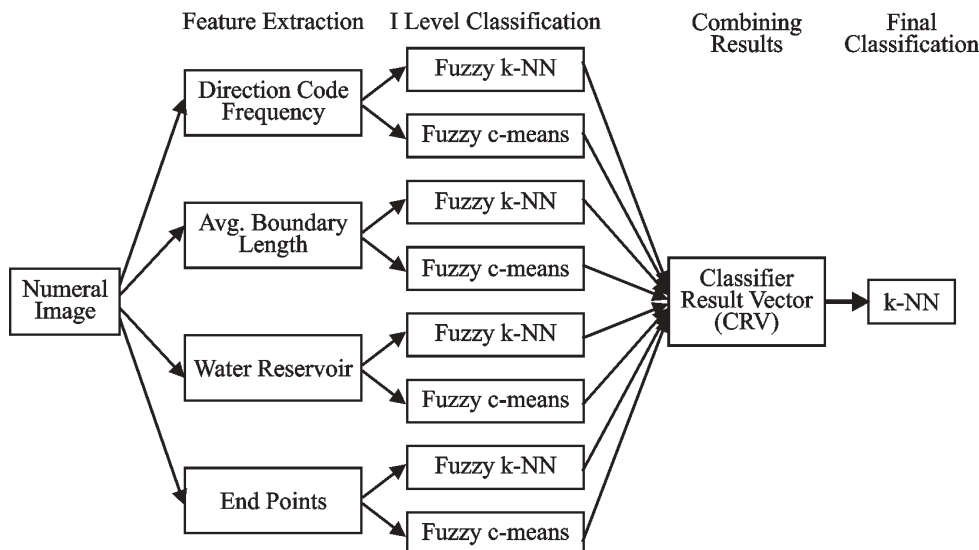 Feature Extraction
I Level Classification
Combining
Results
Final
Classification
Numeral
Image
Direction Code
Frequency
Avg. Boundary
Length
Water Reservoir
End Points
Fuzzy k-NN
Fuzzy c-means
Fuzzy k-NN
Fuzzy c-means
Fuzzy k-NN
Fuzzy c-means
Fuzzy k-NN
Fuzzy c-means
Classifier
Result Vector
(CRV)
k-NN